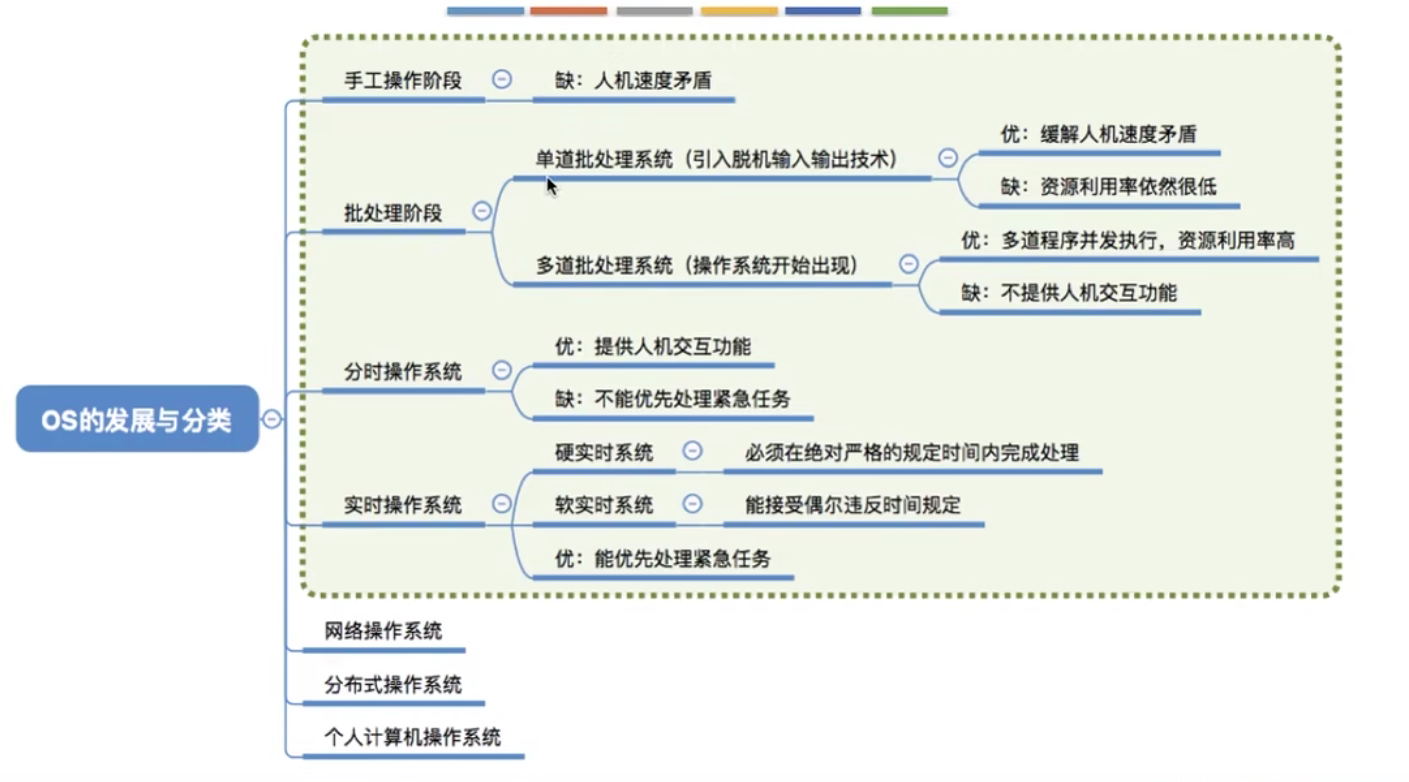 手工操作阶段
缺：人机速度矛盾
批处理阶段
单道批处理系统（引入脱机输入输出技术）
优：缓解人机速度矛盾
缺：资源利用率依然很低
多道批处理系统（操作系统开始出现）
优：多道程序并发执行，资源利用率高
缺：不提供人机交互功能
OS的发展与分类
分时操作系统
优：提供人机交互功能
缺：不能优先处理紧急任务
实时操作系统
硬实时系统
必须在绝对严格的规定时间内完成处理
软实时系统
能接受偶尔违反时间规定
优：能优先处理紧急任务
网络操作系统
分布式操作系统
个人计算机操作系统